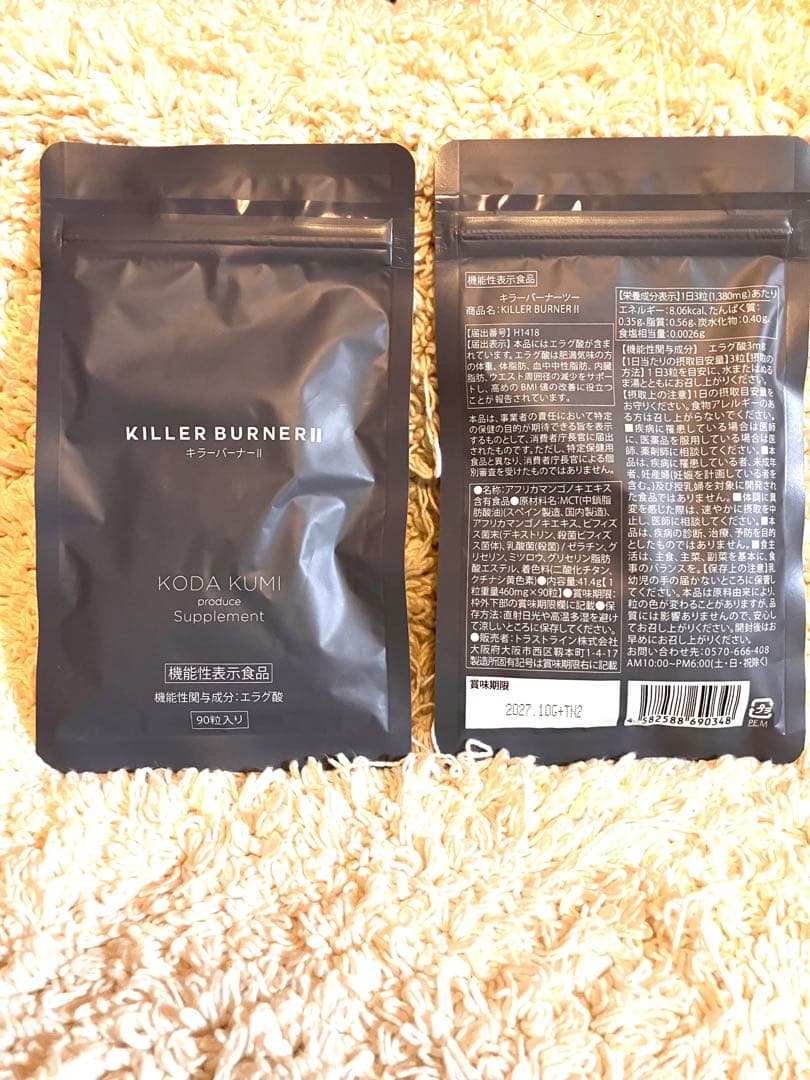 KILLER BURNER II
キラーバーナーII
KODA KUMI
produce
Supplement
機能性表示食品
機能性関与成分：エラグ酸
90粒入り
機能性表示食品
キラーバーナーツー
商品名：KILLER BURNER II
【届出番号】H1418
【届出表示】本品にはエラグ酸が含ま
れています。エラグ酸は肥満気味の方
の体重、体脂肪、血中中性脂肪、内臓
脂肪、ウエスト周囲径の減少をサポート
し、高めのBMI値の改善に役立つ
ことが報告されています。
本品は、事業者の責任において特定
の保健の目的が期待できる旨を表示
するものとして、消費者庁長官に届出
されたものです。ただし、特定保健用
食品と異なり、消費者庁長官による個
別審査を受けたものではありません。
●名称：アフリカマンゴノキエキス
含有食品●原材料名：MCT(中鎖脂
肪酸油)(スペイン製造、国内製造)、
アフリカマンゴノキエキス、ビフィズ
ス菌末(デキストリン、殺菌ビフィズ
ス菌体)、乳酸菌(殺菌)／ゼラチン、グ
リセリン、ミツロウ、グリセリン脂肪
酸エステル、着色料(二酸化チタン、
クチナシ黄色素)●内容量：41.4g【1
粒重量460mg×90粒】●賞味期限：
枠外下部の賞味期限欄に記載●保
存方法：直射日光や高温多湿を避け
て涼しいところに保存してください。
●販売者：トラストライン株式会社
大阪府大阪市西区靱本町1-4-17
製造所固有記号は賞味期限右に記載
【栄養成分表示】1日3粒(1,380mg)あたり
エネルギー：8.06kcal、たんぱく質：
0.35g、脂質：0.56g、炭水化物：0.40g、
食塩相当量：0.0026g
【機能性関与成分】 エラグ酸3mg
【1日当たりの摂取目安量】3粒【摂取の
方法】1日3粒を目安に、水またはぬる
ま湯とともにお召し上がりください。
【摂取上の注意】1日の摂取目安量を
お守りください。食物アレルギーのあ
る方は召し上がらないでください。
■疾病に罹患している場合は医師
に、医薬品を服用している場合は医
師、薬剤師に相談してください。■本
品は、疾病に罹患している者、未成年
者、妊産婦(妊娠を計画している者を
含む。)及び授乳婦を対象に開発され
た食品ではありません。■体調に異
変を感じた際は、速やかに摂取を中
止し、医師に相談してください。■本
品は、疾病の診断、治療、予防を目的
としたものではありません。■食生
活は、主食、主菜、副菜を基本に、食
事のバランスを。【保存上の注意】乳
幼児の手の届かないところに保管し
てください。本品は原料由来により、
粒の色が変わることがありますが、品
質には影響ありませんので、安心し
てお召し上がりください。開封後はお
早めにお召し上がりください。
お問い合わせ先：0570-666-408
AM10:00~PM6:00(土・日・祝除く)
賞味期限
2027.10G+TN2
4 582588 690348
プラ
P.E,M